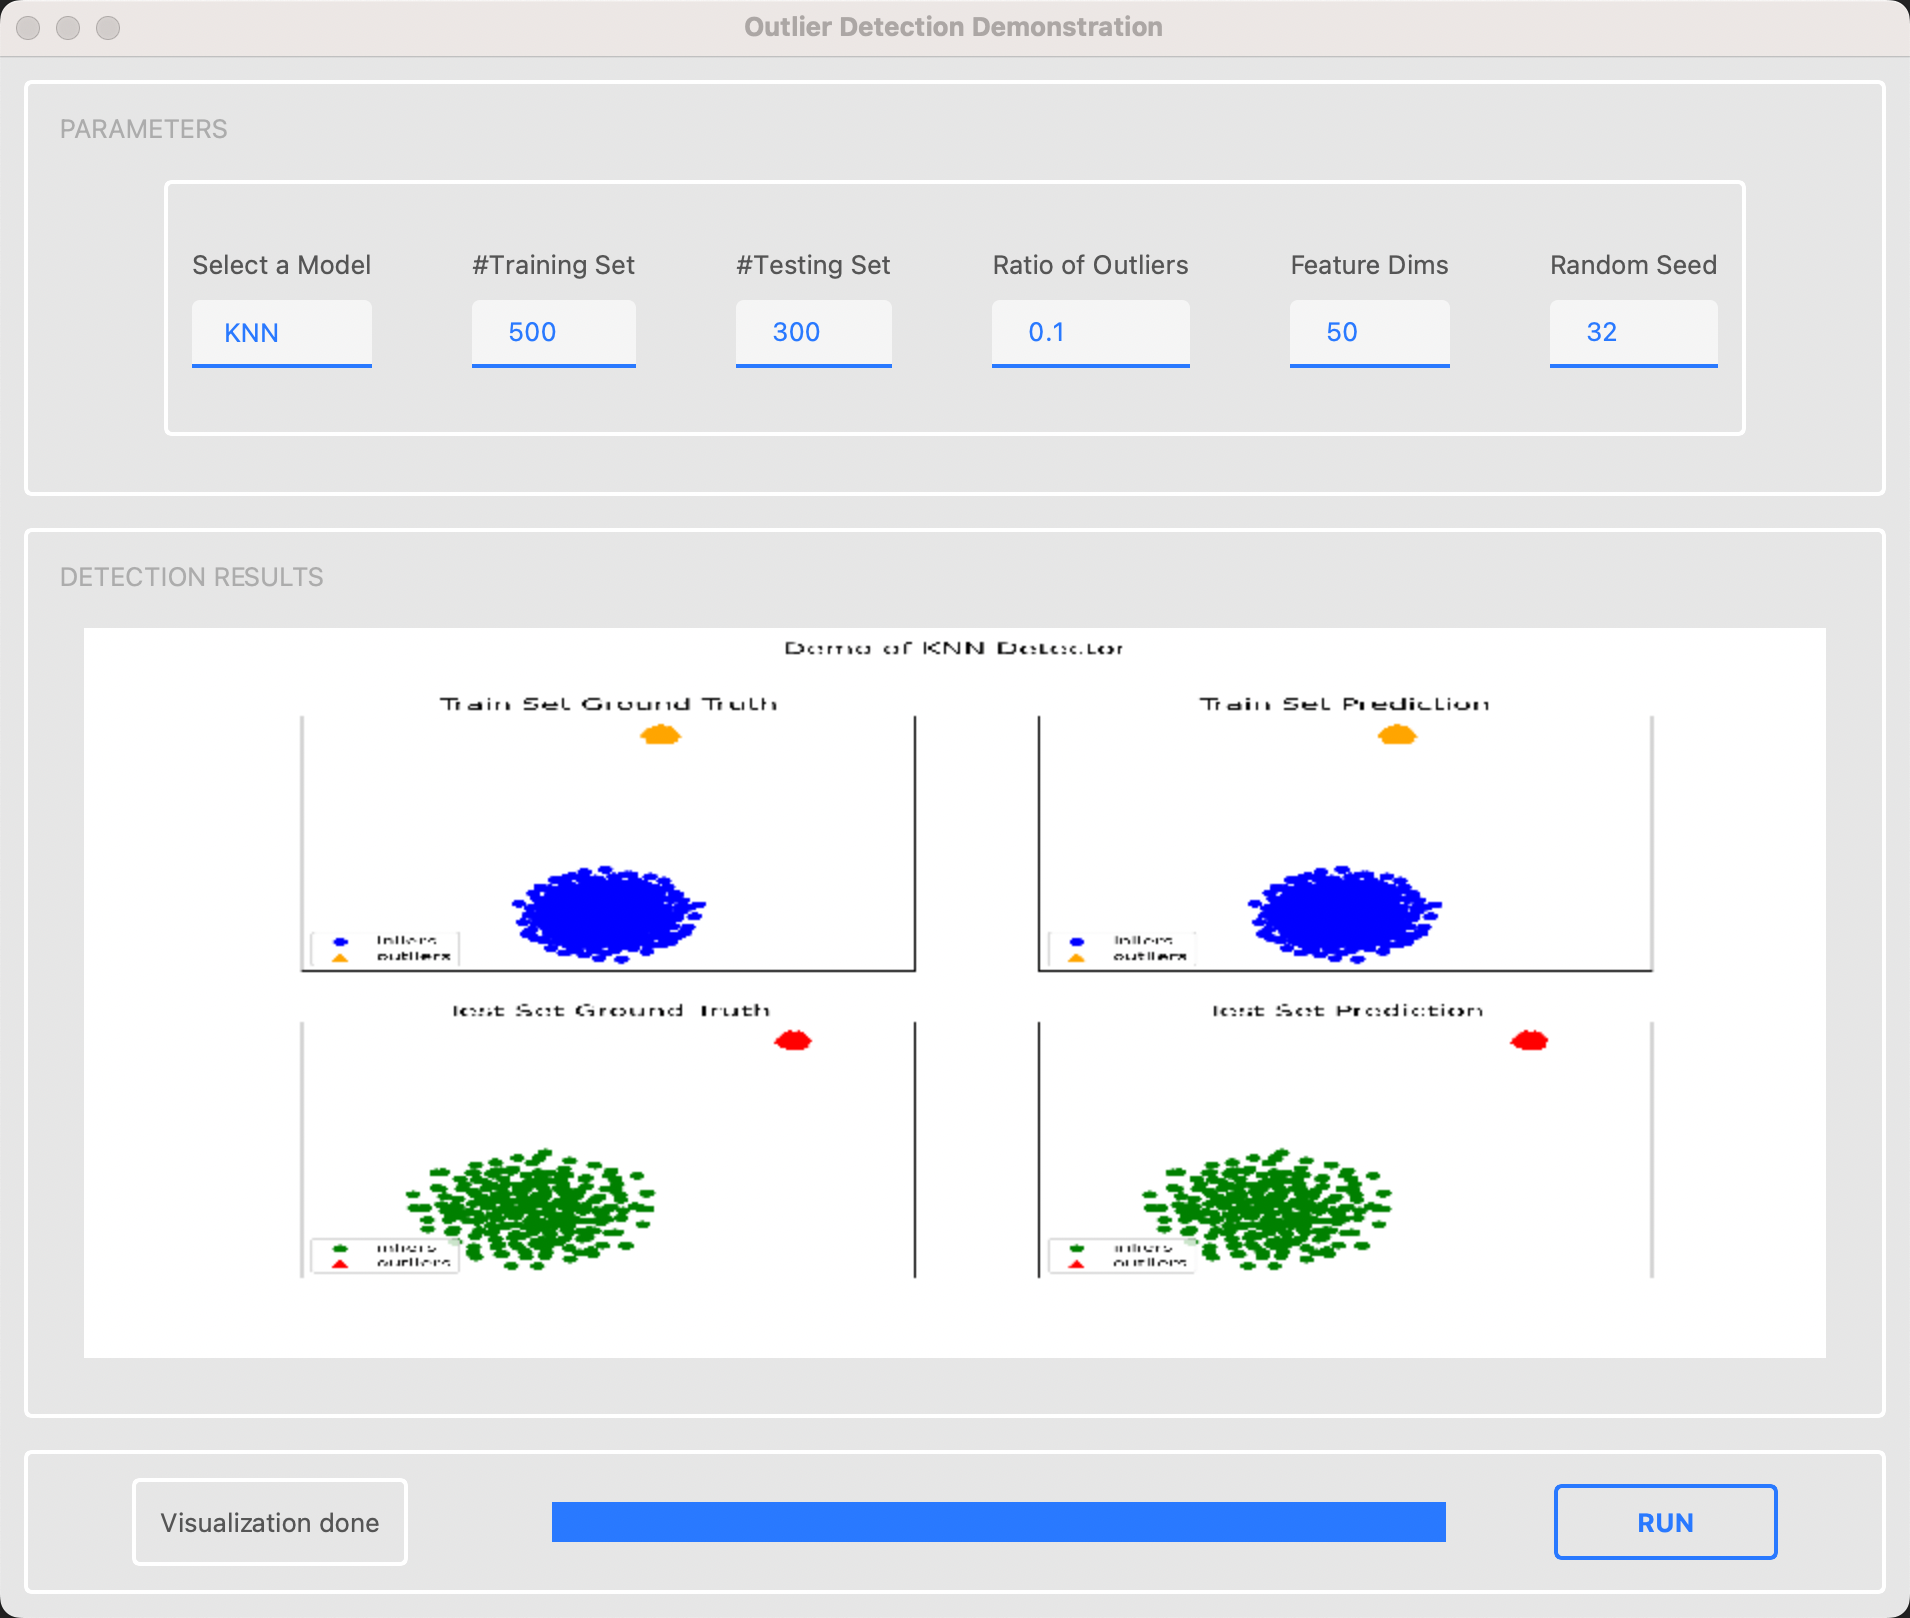 Outlier Detection Demonstration
PARAMETERS
Select a Model
#Training Set
#Testing Set
Ratio of Outliers
Feature Dims
Random Seed
KNN
500
300
0.1
50
32
DETECTION RESULTS
Demo of KNN Detector
Train Set Ground Truth
Train Set Prediction
inliers
outliers
inliers
outliers
Test Set Ground Truth
Test Set Prediction
inliers
outliers
inliers
outliers
Visualization done
RUN